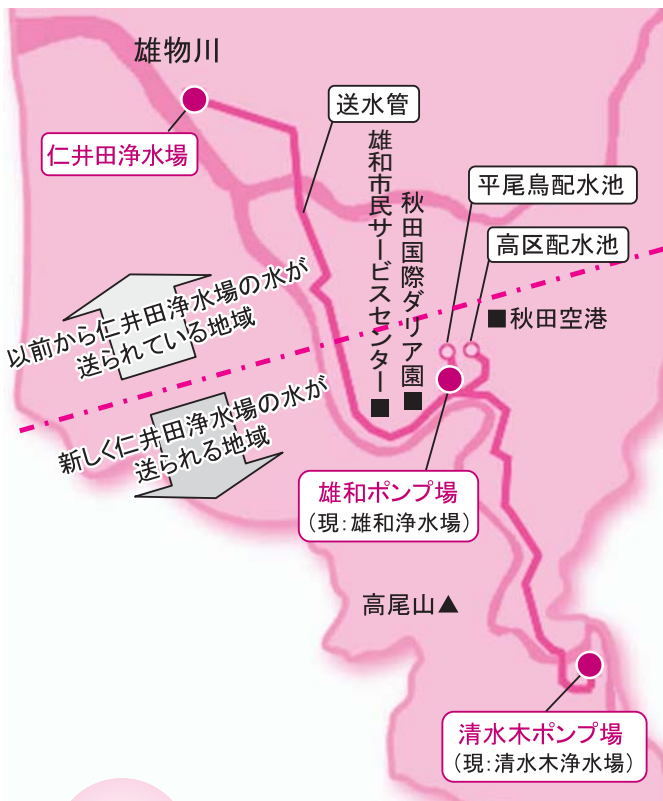 雄物川
仁井田浄水場
送水管
雄和市民サービスセンター
秋田国際ダリア園
平尾鳥配水池
高区配水池
■秋田空港
以前から仁井田浄水場の水が
送られている地域
新しく仁井田浄水場の水が
送られる地域
雄和ポンプ場
(現:雄和浄水場)
高尾山▲
清水木ポンプ場
(現:清水木浄水場)